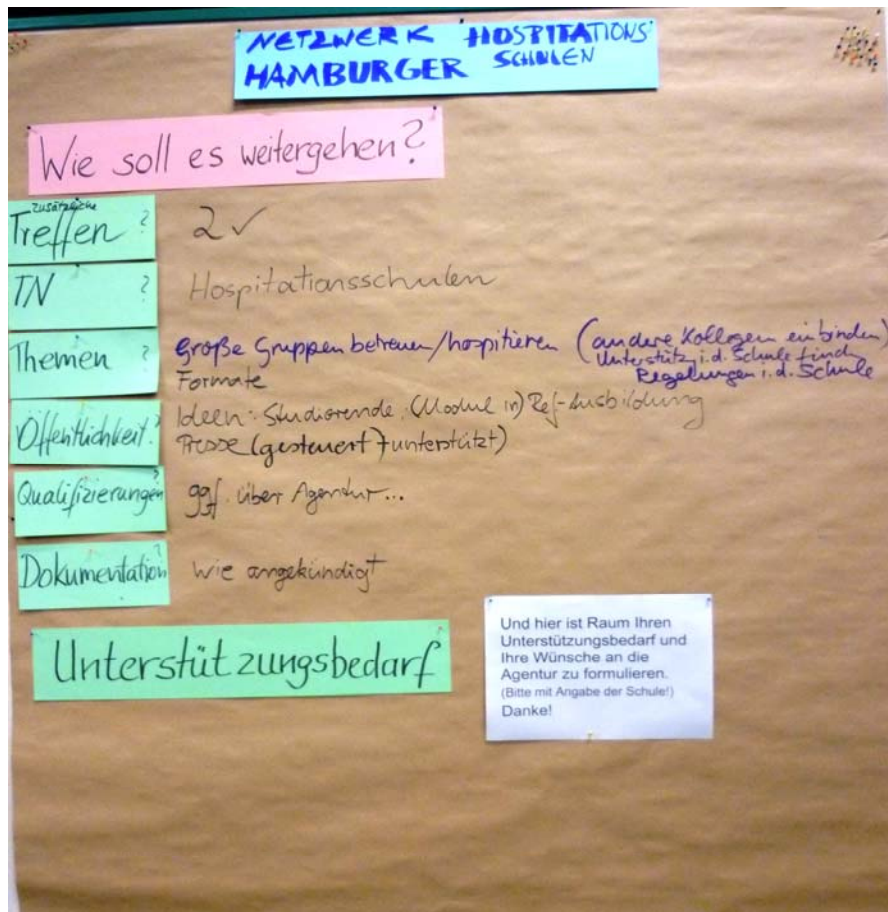 NETZWERK HOSPITATIONS
HAMBURGER SCHULEN
Wie soll es weitergehen?
zusätzliche
Treffen ? 2 ✓
TN ? Hospitationsschulen
Themen ? große Gruppen betreuen/hospitieren (andere Kollegen einbinden)
Unterstütz. i. d. Schule find
Regelungen i. d. Schule
Formate
Öffentlichkeit? Ideen: Studierende, (Module in) Ref-Ausbildung
Presse (gesteuert + unterstützt)
Qualifizierungen? ggf. über Agentur...
Dokumentation? wie angekündigt
Unterstützungsbedarf
Und hier ist Raum Ihren
Unterstützungsbedarf und
Ihre Wünsche an die
Agentur zu formulieren.
(Bitte mit Angabe der Schule!)
Danke!